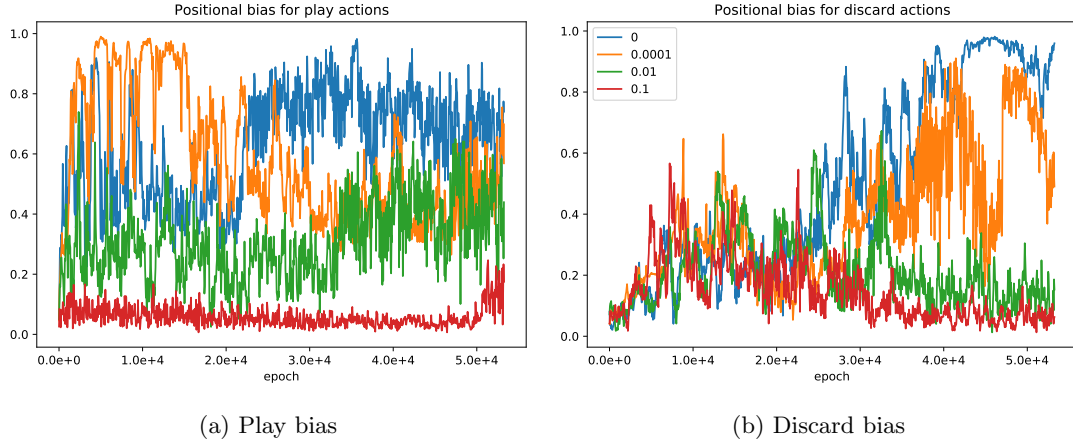 Positional bias for play actions
1.0
0.8
0.6
0.4
0.2
0.0
0.0e+0 1.0e+4 2.0e+4 3.0e+4 4.0e+4 5.0e+4
epoch
(a) Play bias
Positional bias for discard actions
0
0.0001
0.01
0.1
1.0
0.8
0.6
0.4
0.2
0.0
0.0e+0 1.0e+4 2.0e+4 3.0e+4 4.0e+4 5.0e+4
epoch
(b) Discard bias